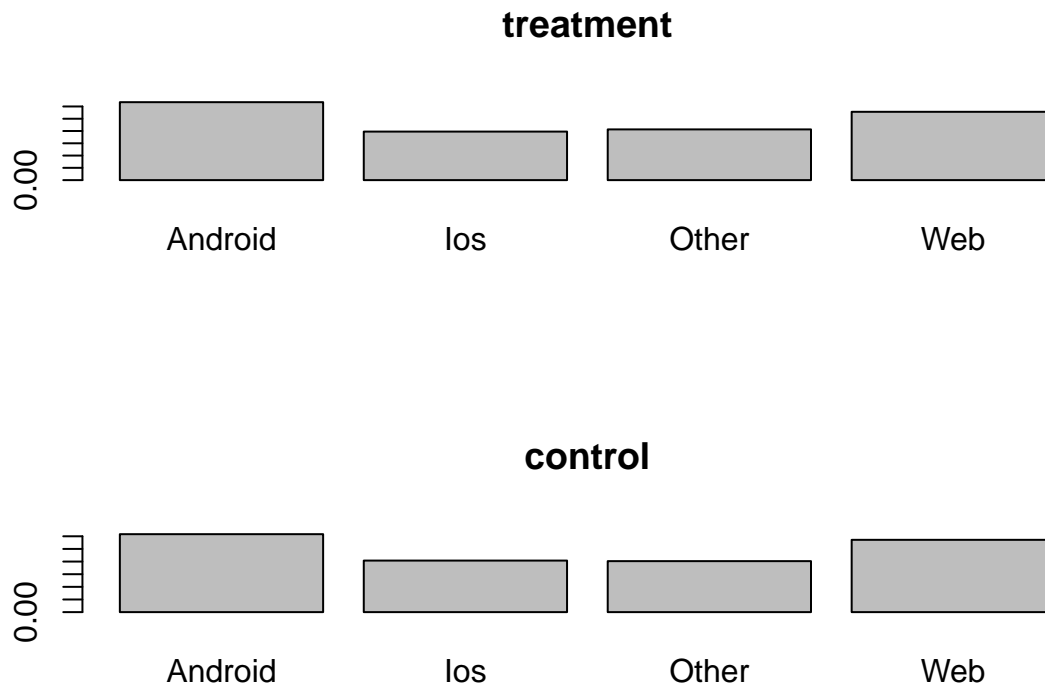 treatment
0.00
Android Ios Other Web
control
0.00
Android Ios Other Web